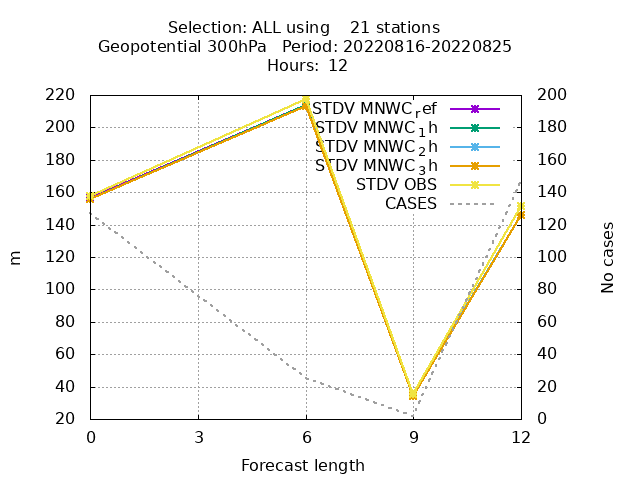 Selection: ALL using    21 stations
Geopotential 300hPa   Period: 20220816-20220825
Hours:  12
220 200
200 180
180 160
160 140
140 120
120 100
100 80
80 60
60 40
40 20
20 0
m
No cases
STDV MNWC_ref
STDV MNWC_1h
STDV MNWC_2h
STDV MNWC_3h
STDV OBS
CASES
0 3 6 9 12
Forecast length